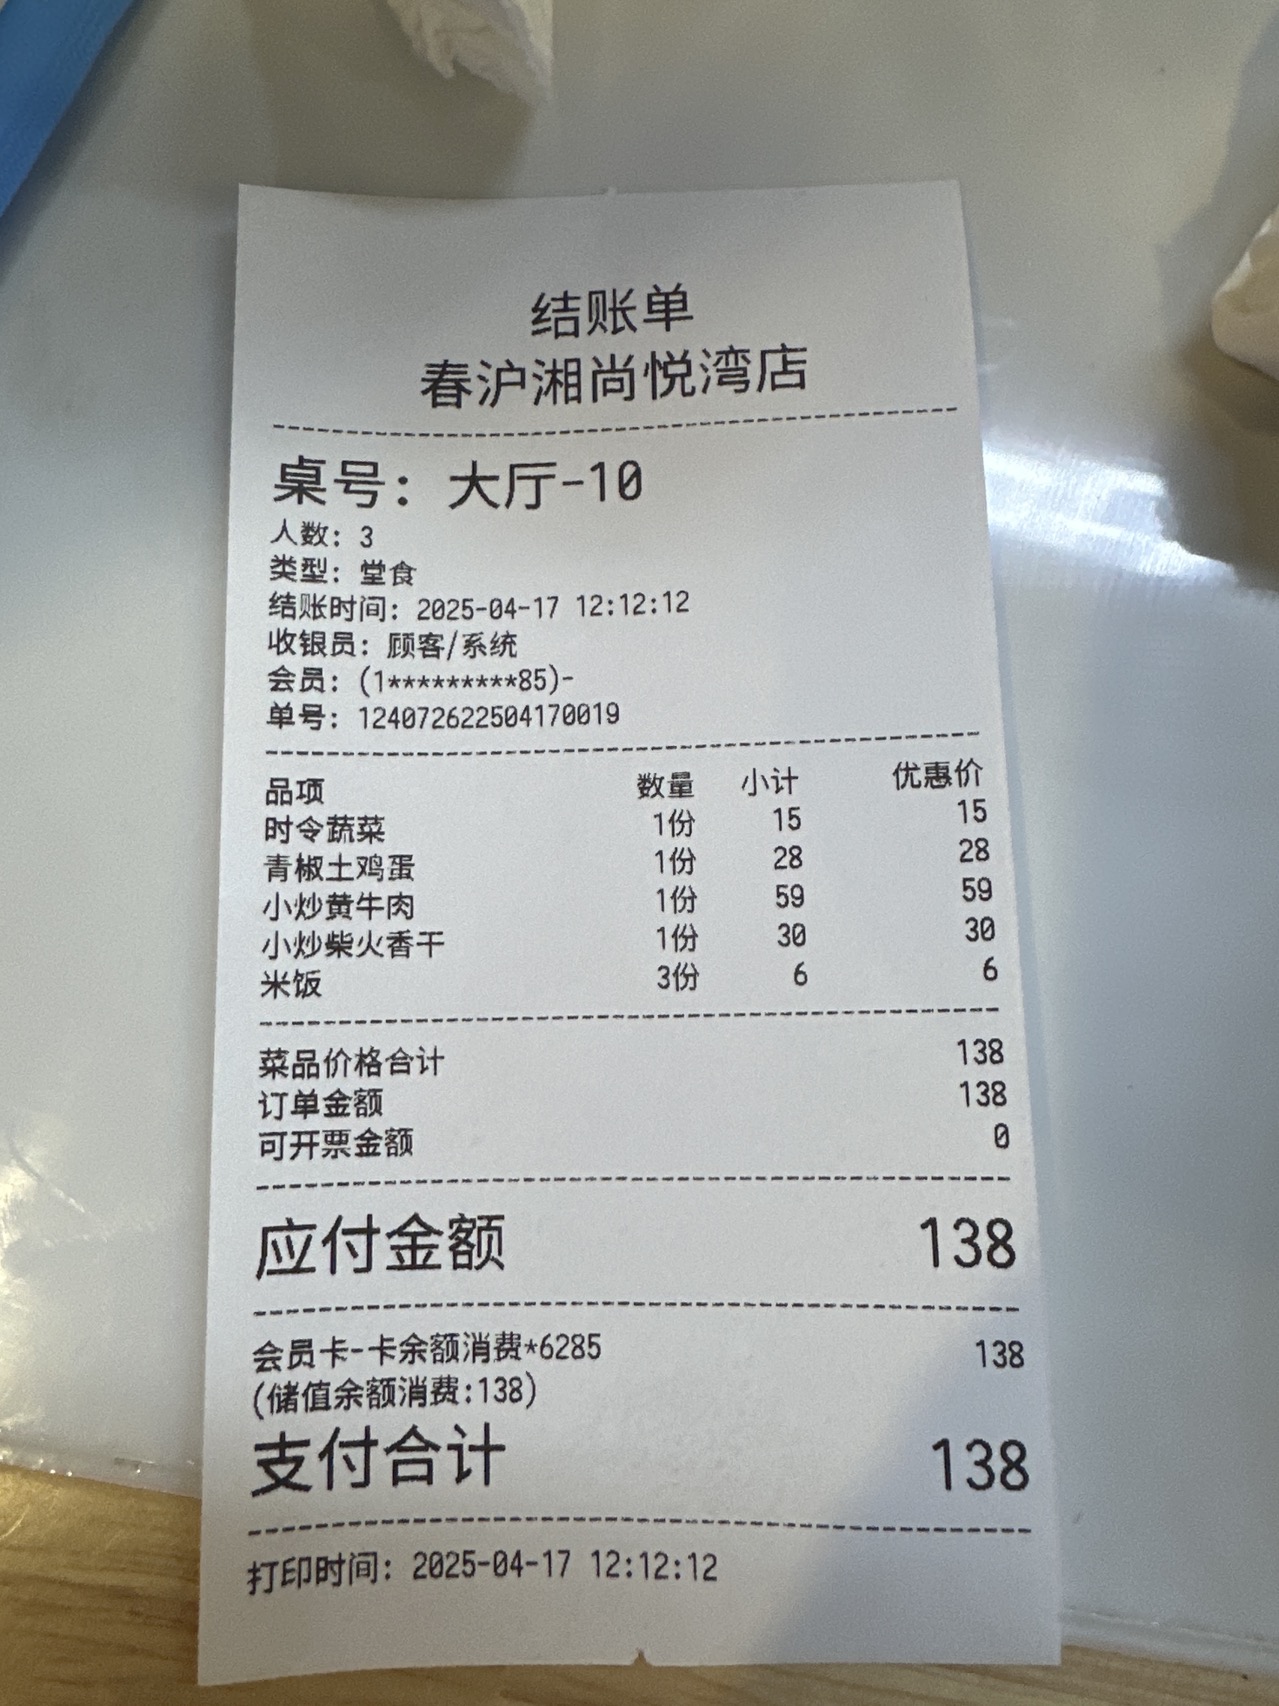 结账单
春沪湘尚悦湾店
桌号: 大厅-10
人数: 3
类型: 堂食
结账时间: 2025-04-17 12:12:12
收银员: 顾客/系统
会员: (1*********85)-
单号: 124072622504170019
品项 数量 小计 优惠价
时令蔬菜 1份 15 15
青椒土鸡蛋 1份 28 28
小炒黄牛肉 1份 59 59
小炒柴火香干 1份 30 30
米饭 3份 6 6
菜品价格合计 138
订单金额 138
可开票金额 0
应付金额 138
会员卡-卡余额消费*6285 138
(储值余额消费:138)
支付合计 138
打印时间: 2025-04-17 12:12:12